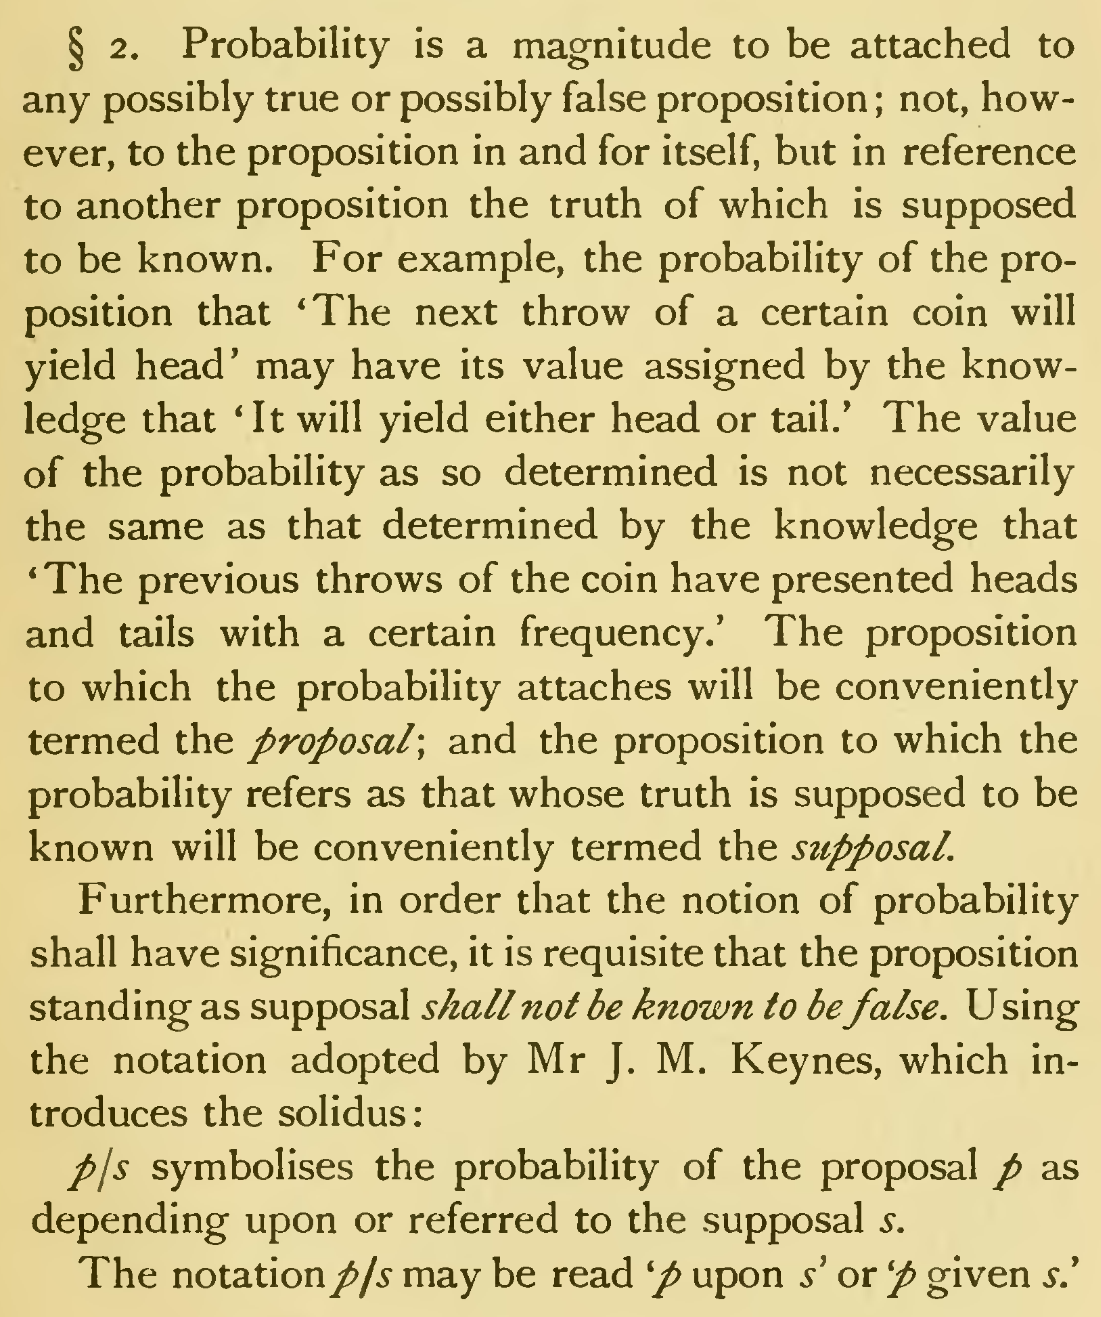 § 2. Probability is a magnitude to be attached to
any possibly true or possibly false proposition; not, how-
ever, to the proposition in and for itself, but in reference
to another proposition the truth of which is supposed
to be known. For example, the probability of the pro-
position that ‘The next throw of a certain coin will
yield head’ may have its value assigned by the know-
ledge that ‘It will yield either head or tail.’ The value
of the probability as so determined is not necessarily
the same as that determined by the knowledge that
‘The previous throws of the coin have presented heads
and tails with a certain frequency.’ The proposition
to which the probability attaches will be conveniently
termed the proposal; and the proposition to which the
probability refers as that whose truth is supposed to be
known will be conveniently termed the supposal.
Furthermore, in order that the notion of probability
shall have significance, it is requisite that the proposition
standing as supposal shall not be known to be false. Using
the notation adopted by Mr J. M. Keynes, which in-
troduces the solidus:
p/s symbolises the probability of the proposal p as
depending upon or referred to the supposal s.
The notation p/s may be read ‘p upon s’ or ‘p given s.’